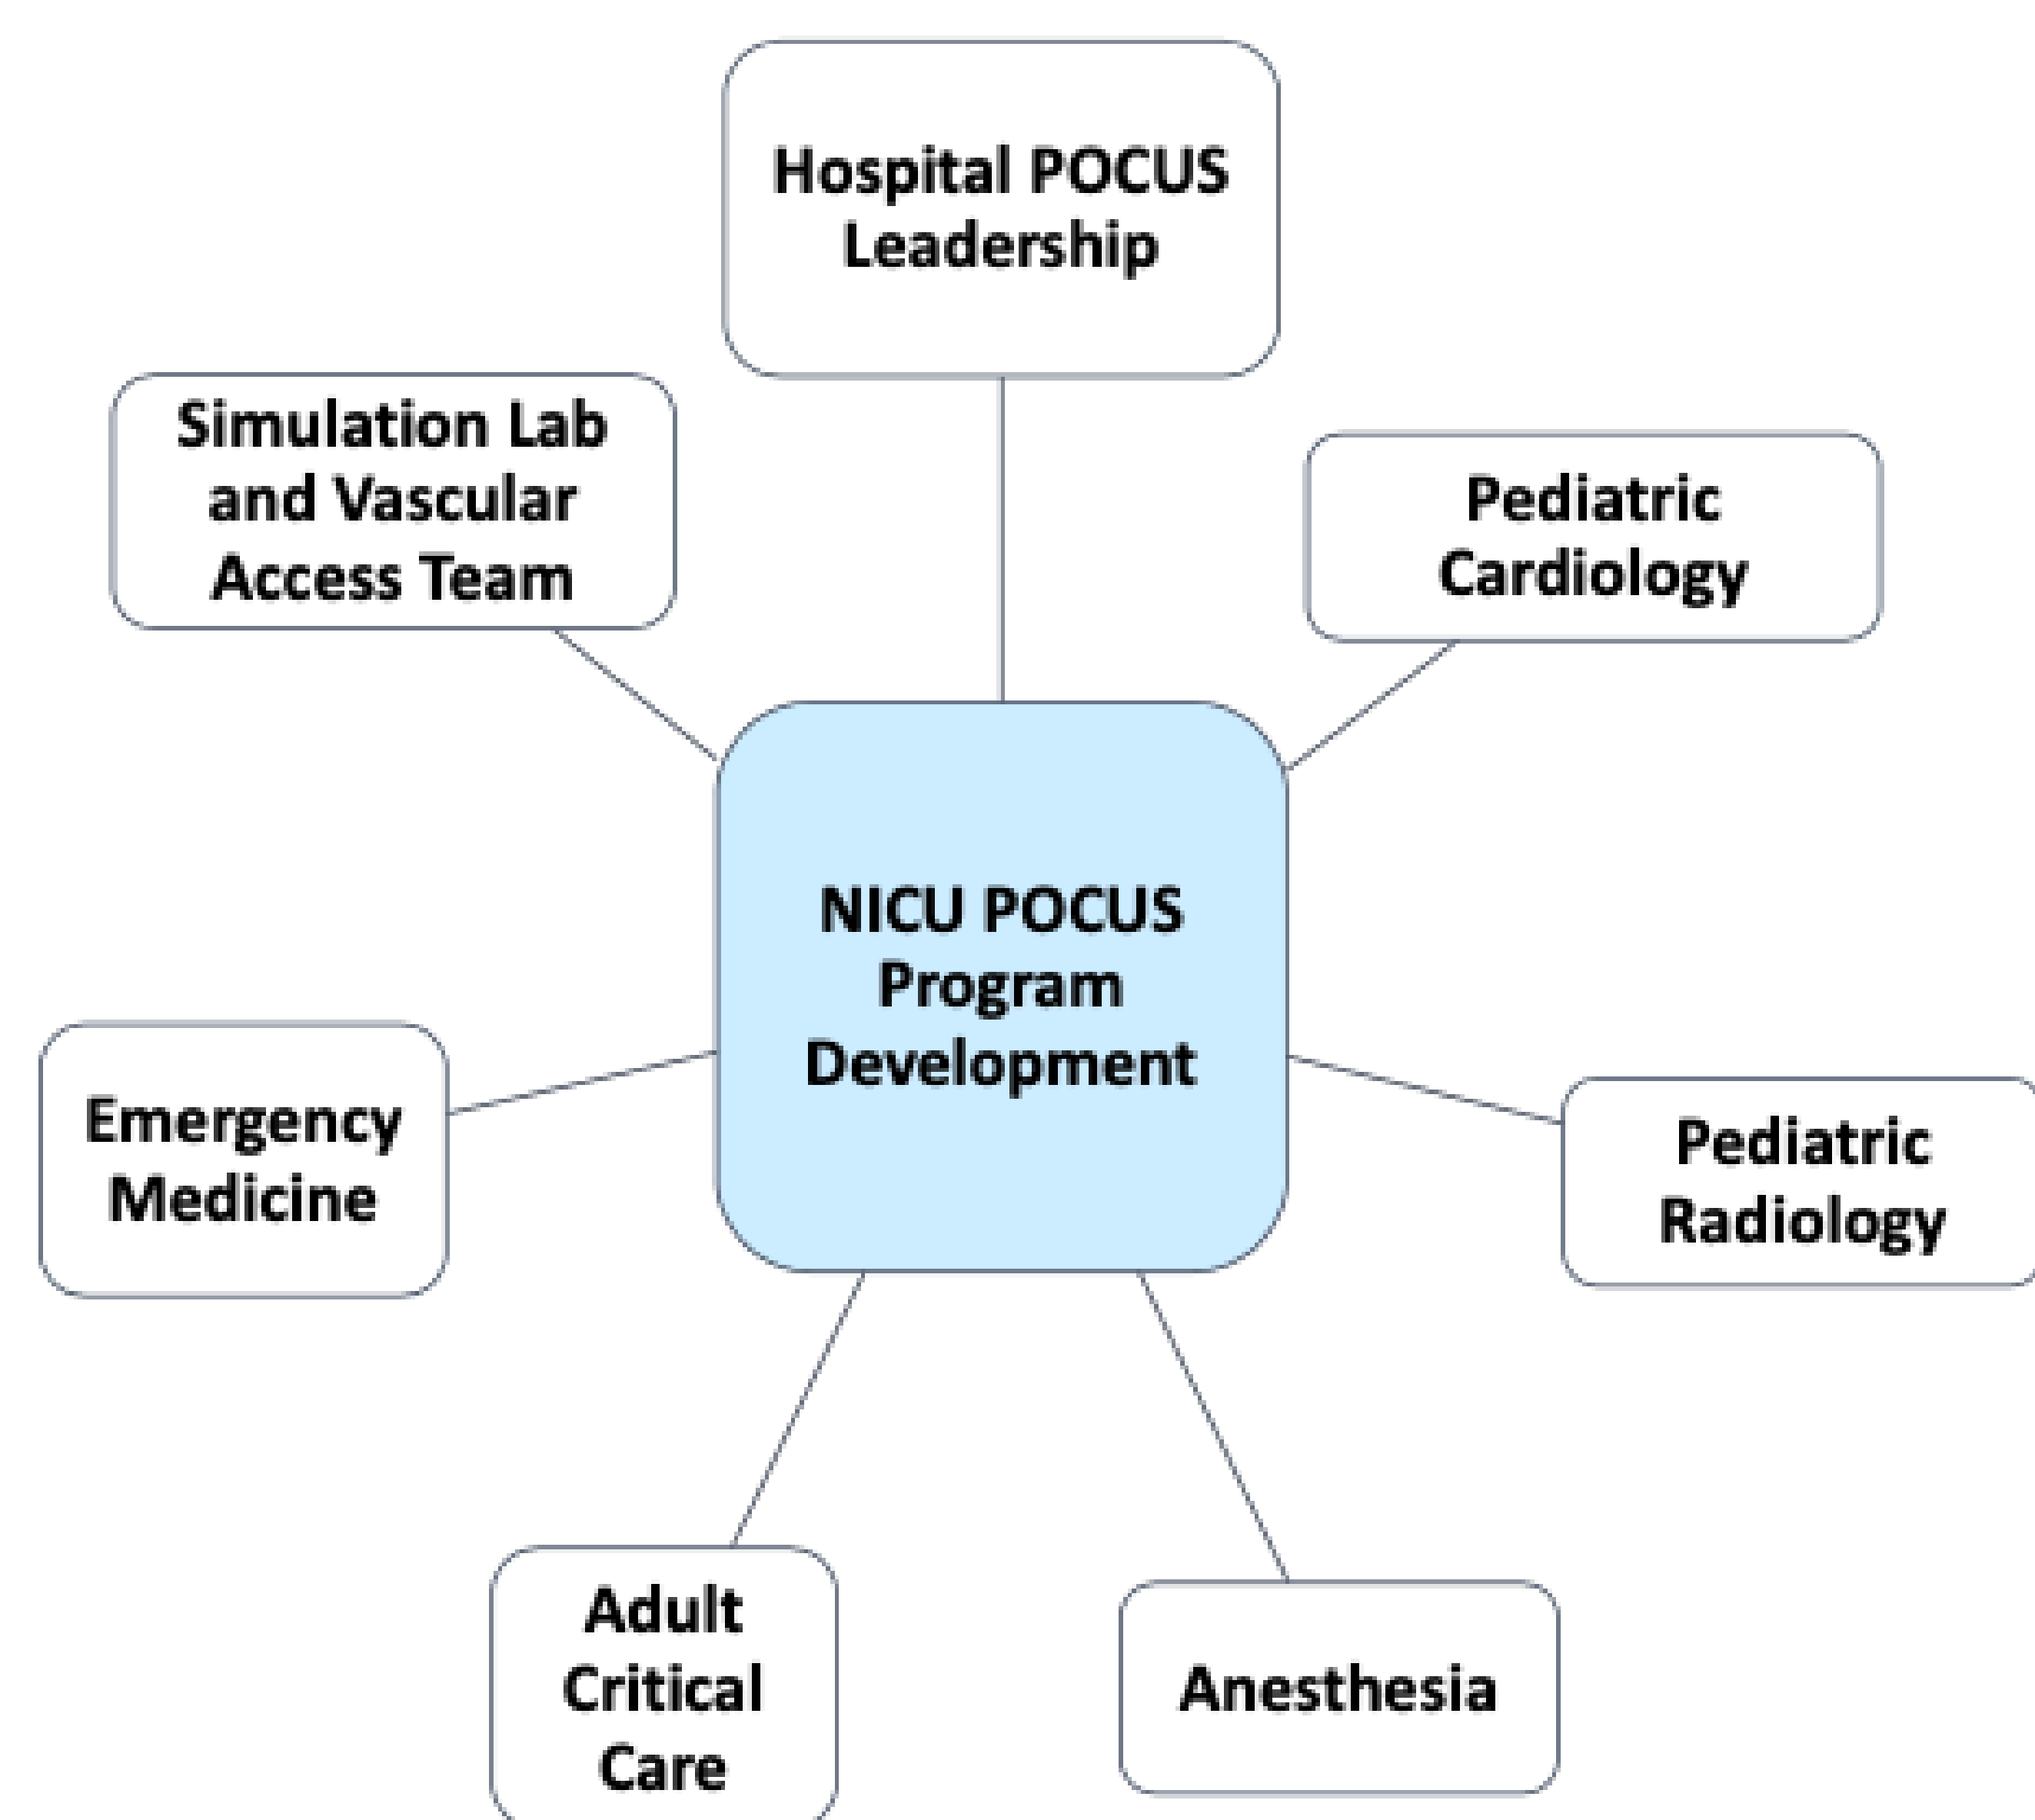 Hospital POCUS
Leadership
Simulation Lab
and Vascular
Access Team
Pediatric
Cardiology
NICU POCUS
Program
Development
Emergency
Medicine
Pediatric
Radiology
Adult
Critical
Care
Anesthesia